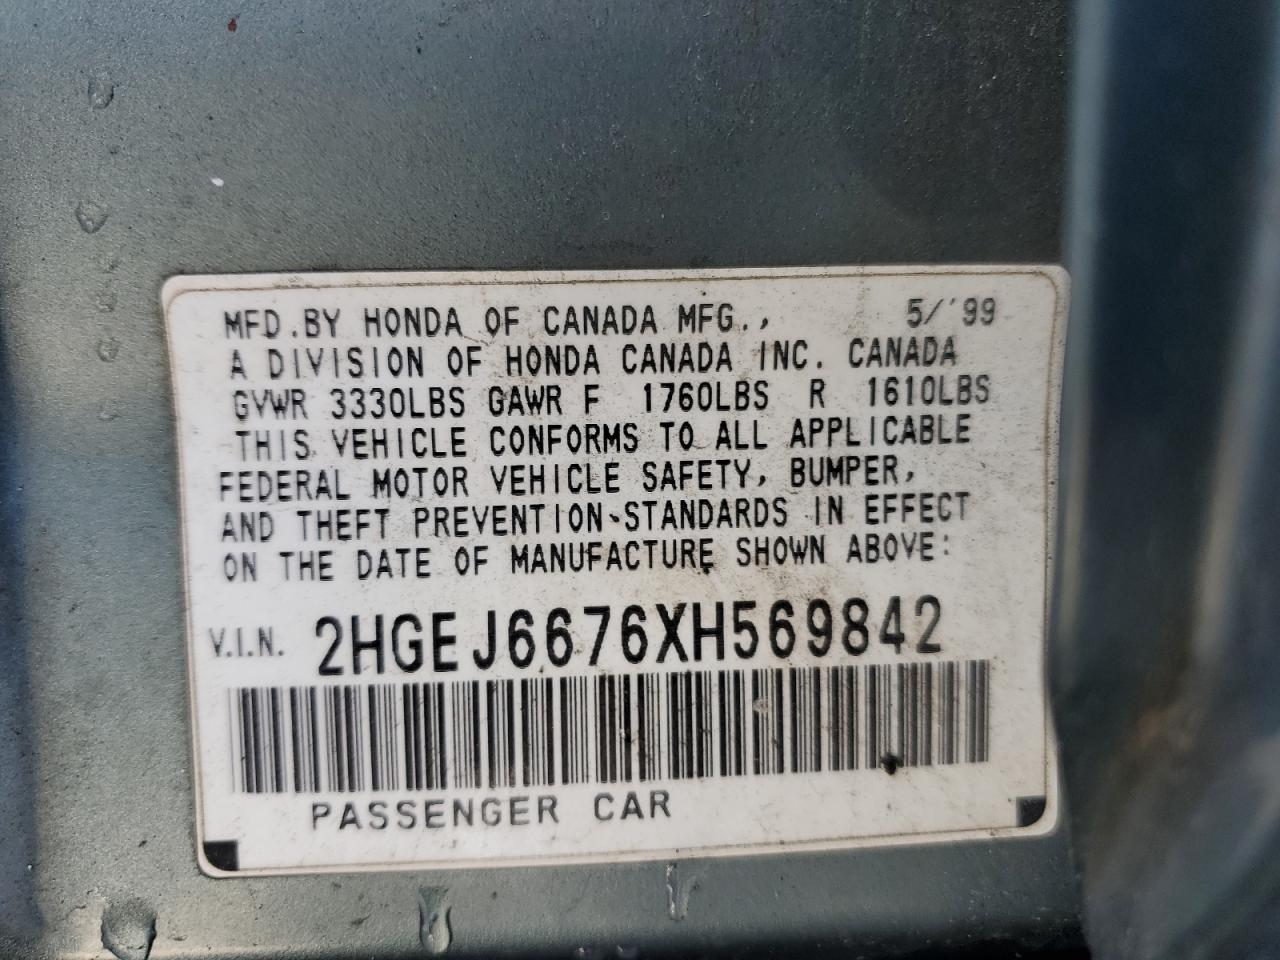 MFD.BY HONDA OF CANADA MFG., 5/'99
A DIVISION OF HONDA CANADA INC. CANADA
GVWR 3330LBS GAWR F 1760LBS R 1610LBS
THIS VEHICLE CONFORMS TO ALL APPLICABLE
FEDERAL MOTOR VEHICLE SAFETY, BUMPER,
AND THEFT PREVENTION STANDARDS IN EFFECT
ON THE DATE OF MANUFACTURE SHOWN ABOVE:
V.I.N. 2HGEJ6676XH569842
PASSENGER CAR